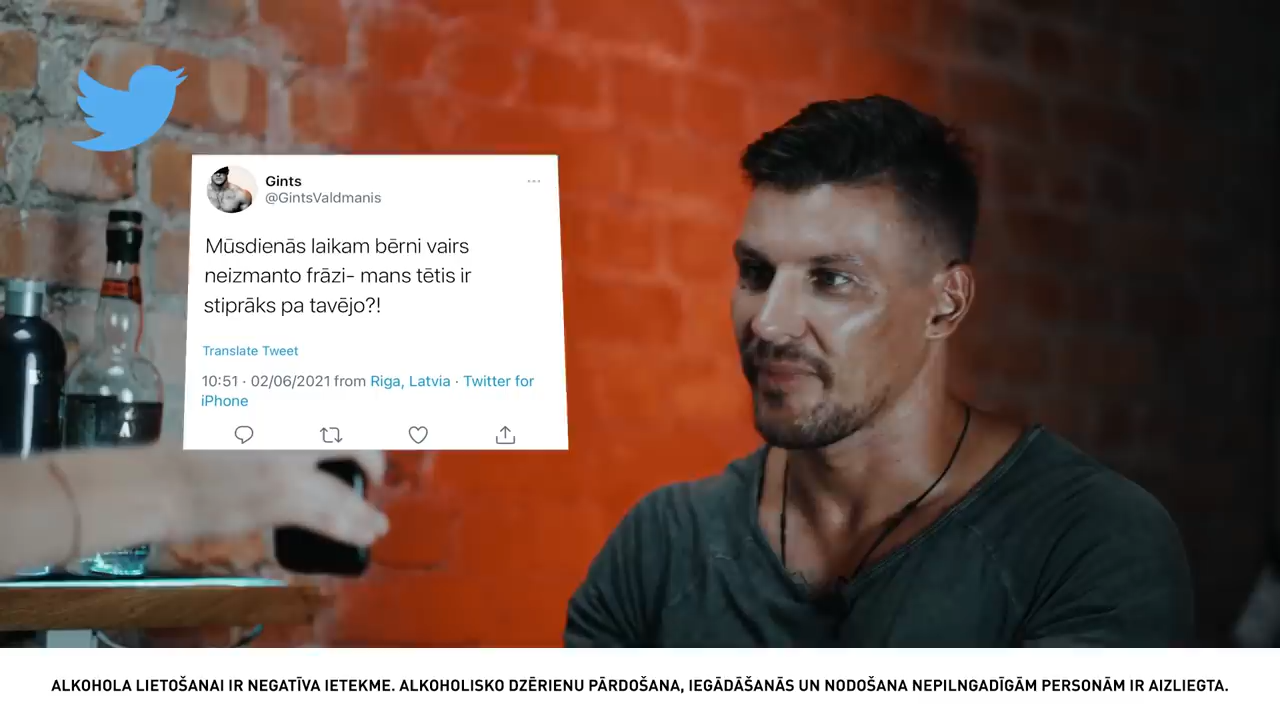 Gints
@GintsValdmanis
Mūsdienās laikam bērni vairs
neizmanto frāzi- mans tētis ir
stiprāks pa tavējo?!
Translate Tweet
10:51 · 02/06/2021 from Riga, Latvia · Twitter for
iPhone
ALKOHOLA LIETOŠANAI IR NEGATĪVA IETEKME. ALKOHOLISKO DZĒRIENU PĀRDOŠANA, IEGĀDĀŠANĀS UN NODOŠANA NEPILNGADĪGĀM PERSONĀM IR AIZLIEGTA.